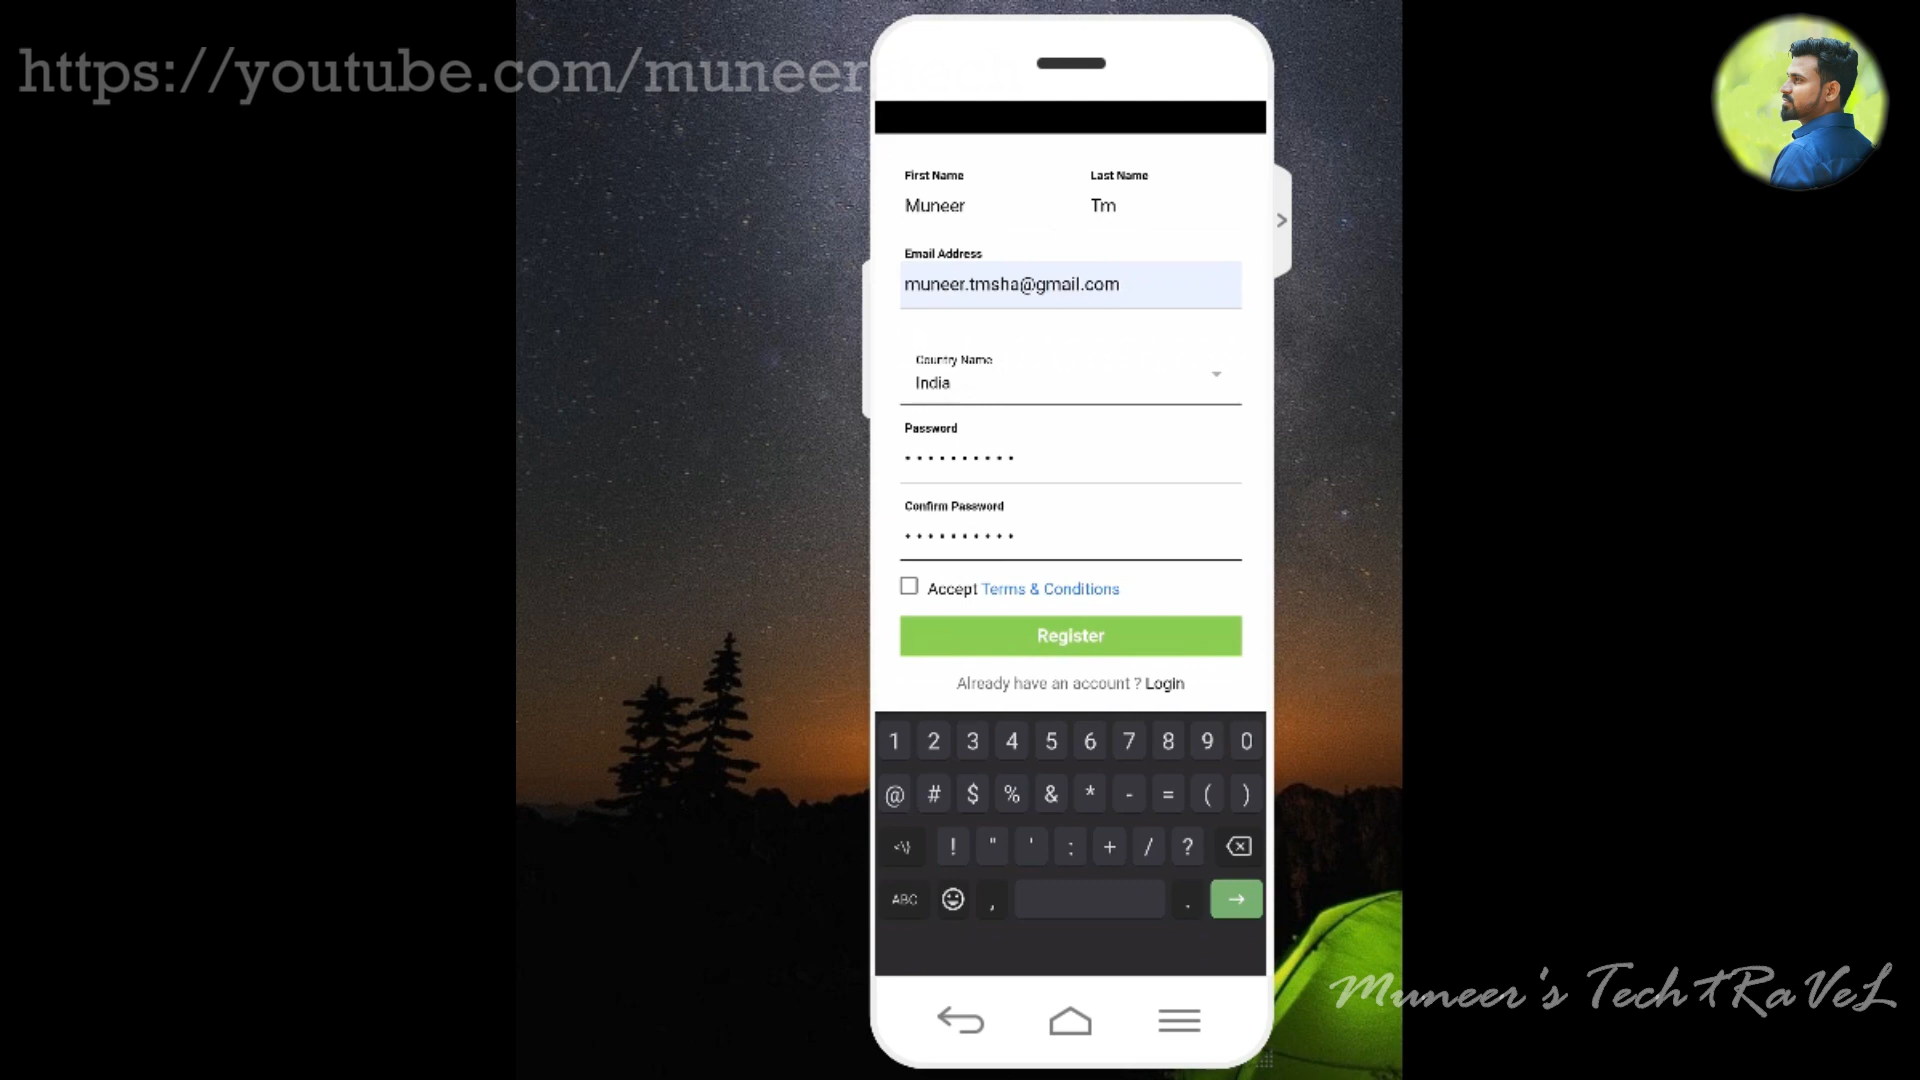 https://youtube.com/muneer
First Name
Last Name
Muneer
Tm
Email Address
muneer.tmsha@gmail.com
Country Name
India
Password
Confirm Password
Accept Terms & Conditions
Register
Already have an account ? Login
1 2 3 4 5 6 7 8 9 0
@ # $ % & * - = ( )
<\} ! " ' : + / ?
ABC , .
Muneer's Tech tRaVeL